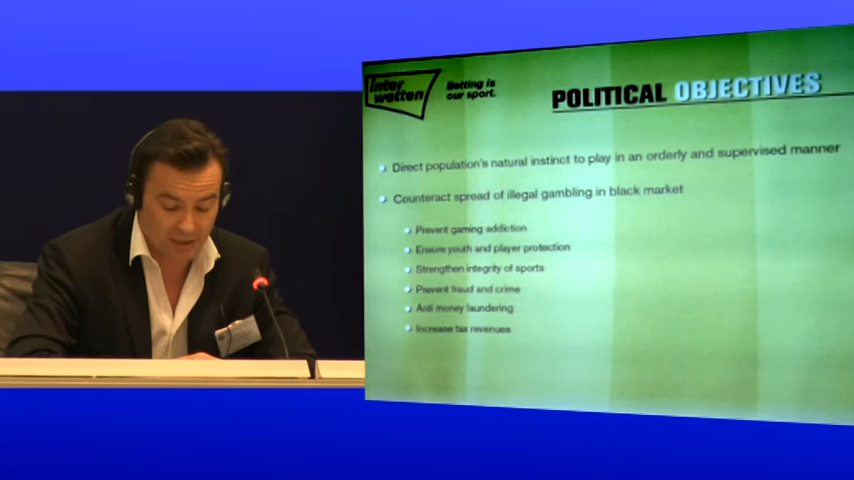 Inter
wetten
Betting is
our sport.
POLITICAL OBJECTIVES
Direct population's natural instinct to play in an orderly and supervised manner
Counteract spread of illegal gambling in black market
Prevent gaming addiction
Ensure youth and player protection
Strengthen integrity of sports
Prevent fraud and crime
Anti money laundering
Increase tax revenues